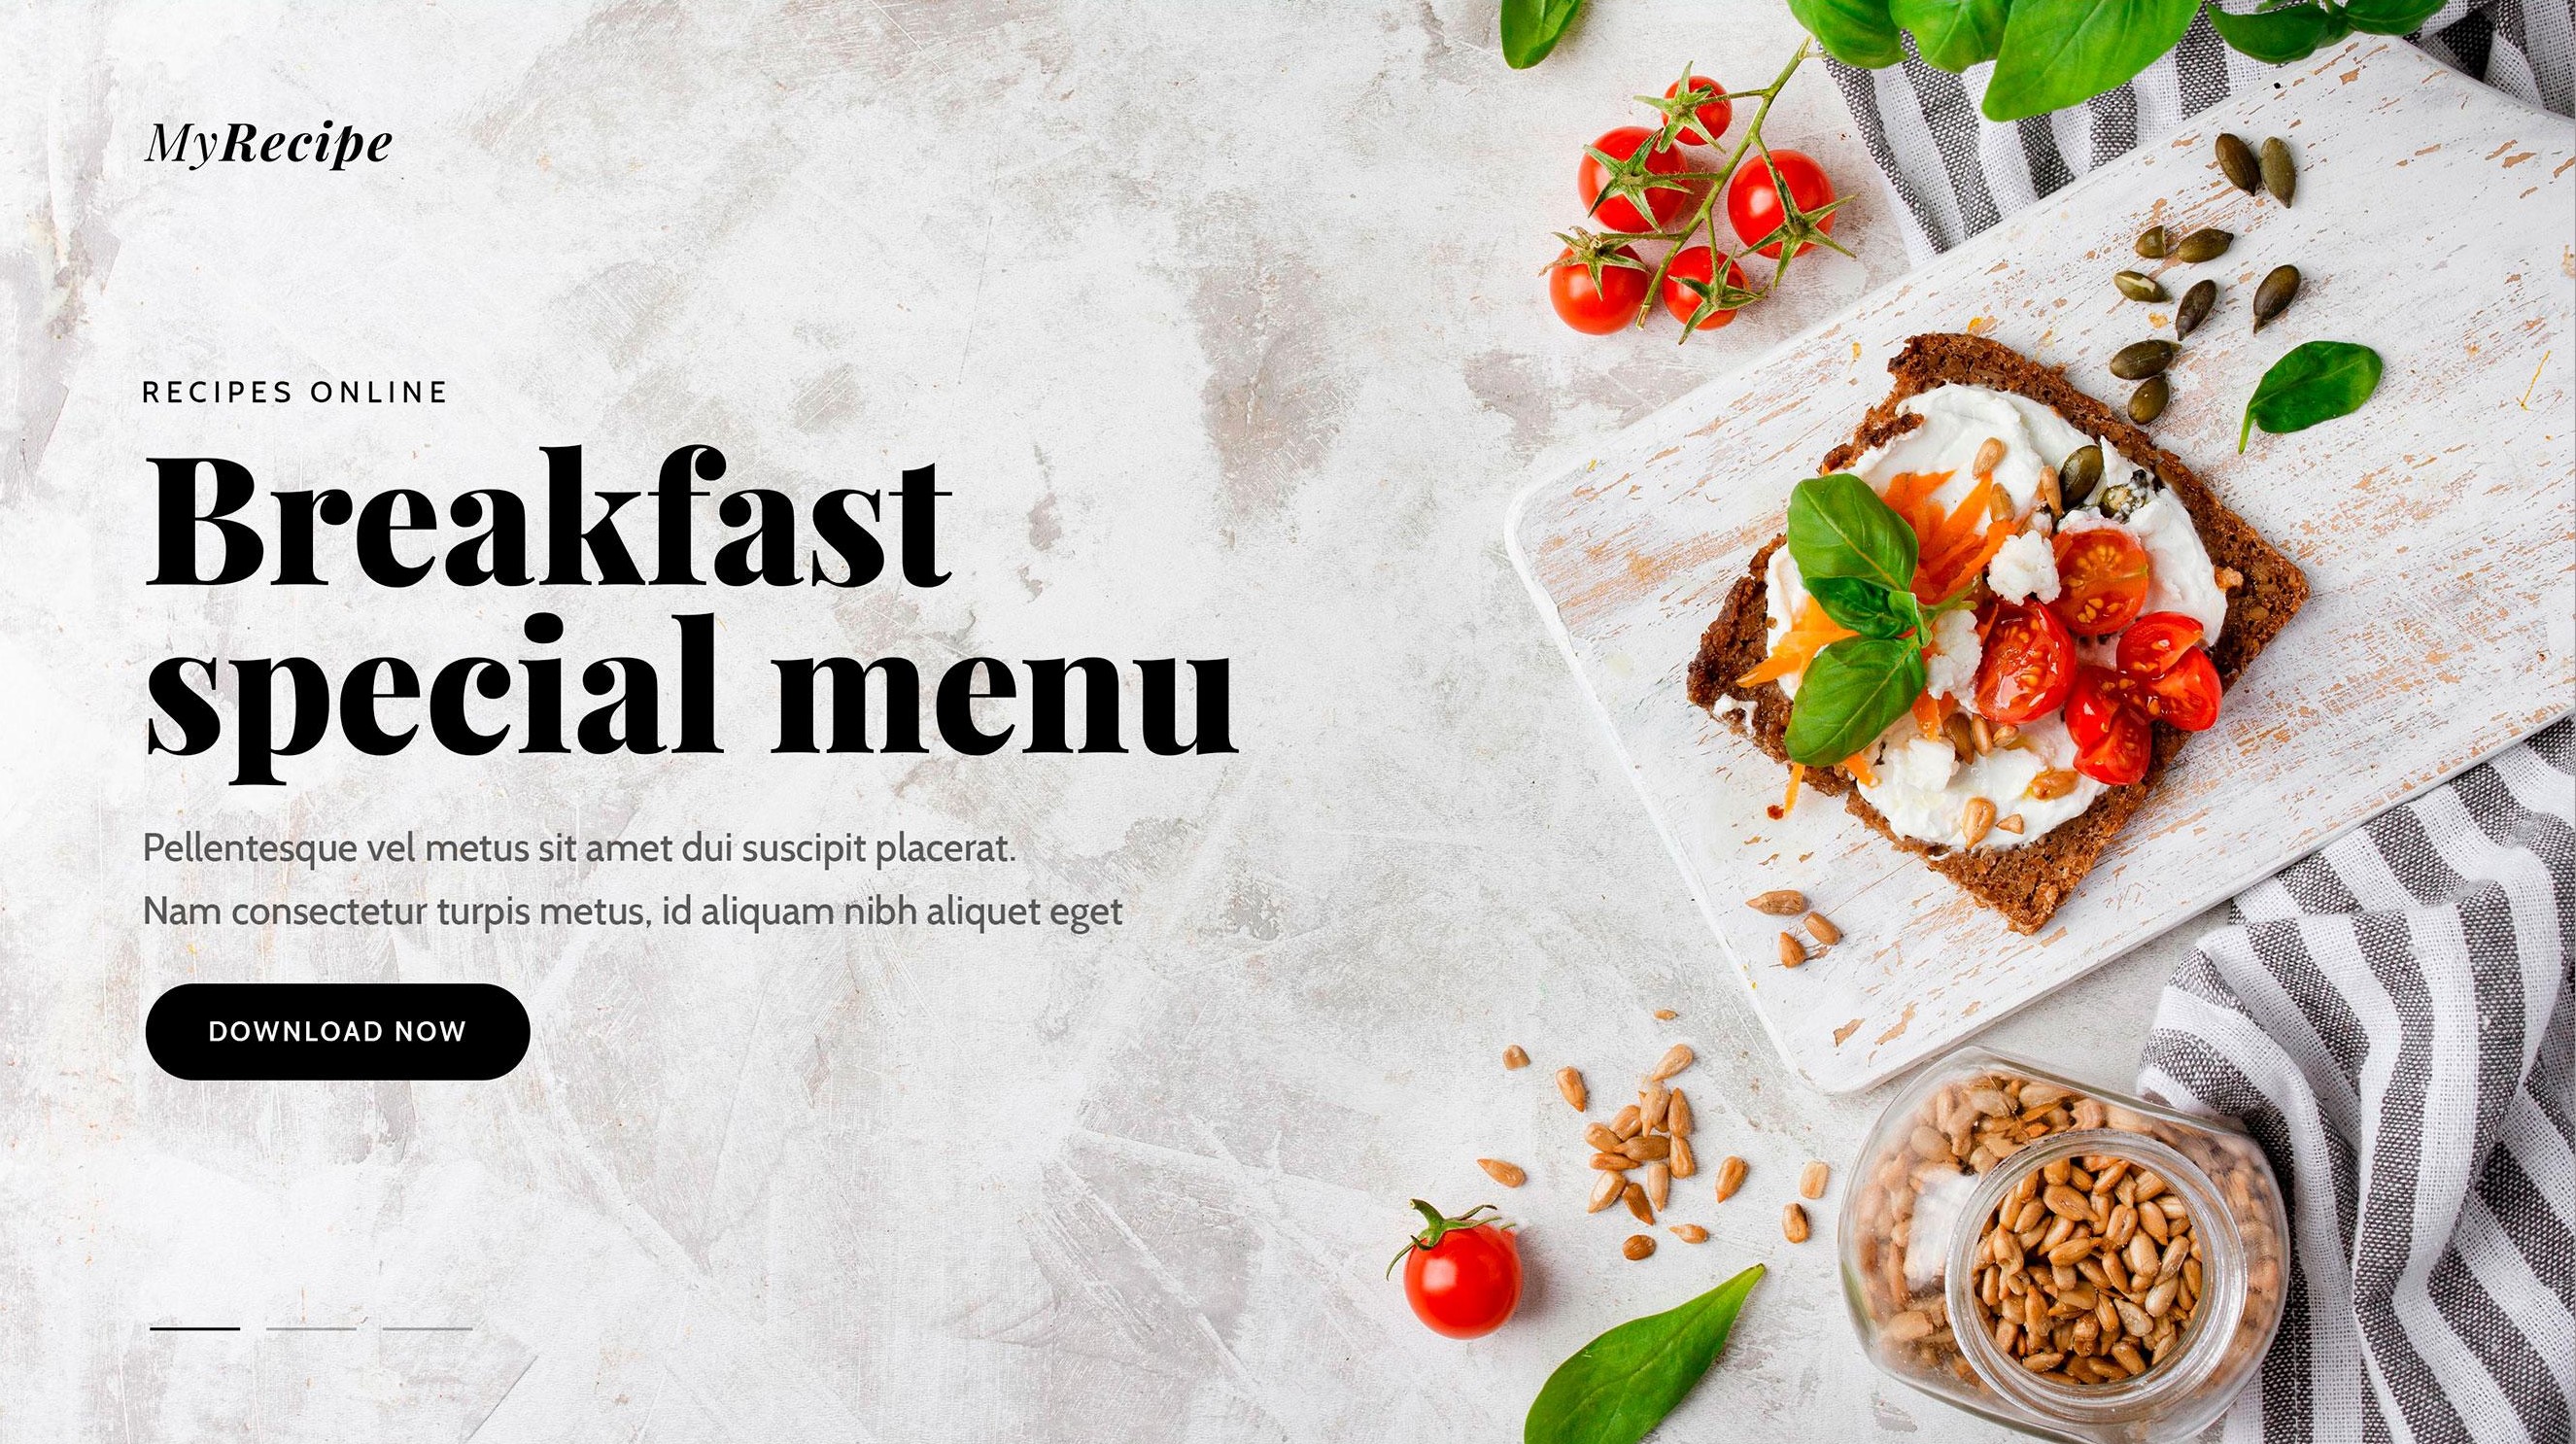 MyRecipe
RECIPES ONLINE
Breakfast
special menu
Pellentesque vel metus sit amet dui suscipit placerat.
Nam consectetur turpis metus, id aliquam nibh aliquet eget
DOWNLOAD NOW